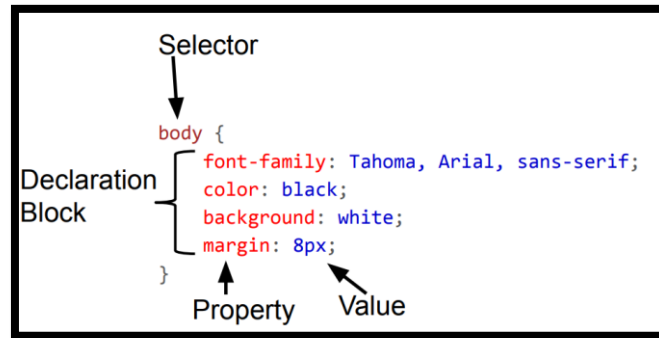 Selector
body {
font-family: Tahoma, Arial, sans-serif;
Declaration
color: black;
Block
background: white;
margin: 8px;
}
Property
Value